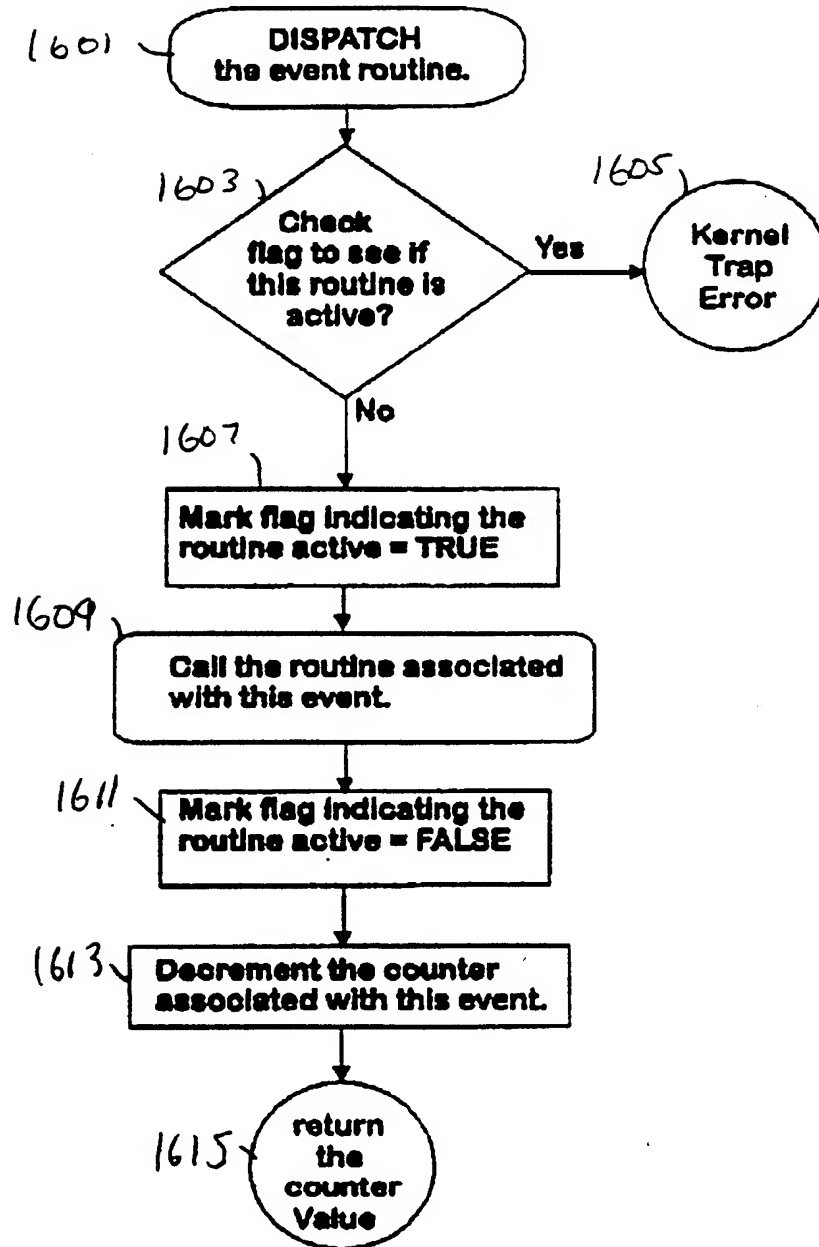 1601
DISPATCH
the event routine.
1603
Check
flag to see if
this routine is
active?
Yes
1605
Kernel
Trap
Error
No
1607
Mark flag indicating the
routine active = TRUE
1609
Call the routine associated
with this event.
1611
Mark flag indicating the
routine active = FALSE
1613
Decrement the counter
associated with this event.
1615
return
the
counter
Value